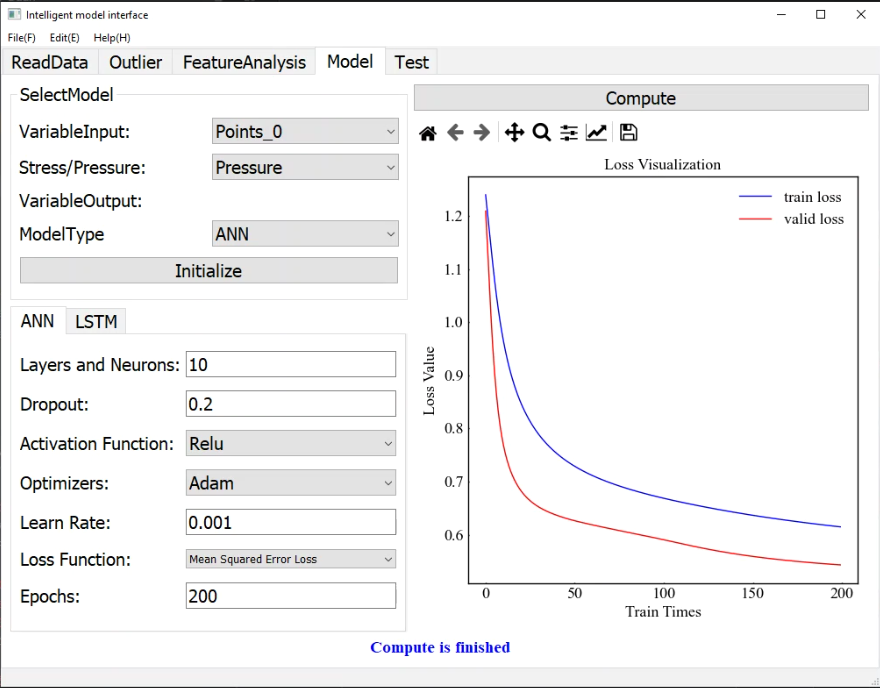 Intelligent model interface
File(F) Edit(E) Help(H)
ReadData Outlier FeatureAnalysis Model Test
SelectModel
VariableInput: Points_0
Stress/Pressure: Pressure
VariableOutput:
ModelType ANN
Initialize
ANN LSTM
Layers and Neurons: 10
Dropout: 0.2
Activation Function: Relu
Optimizers: Adam
Learn Rate: 0.001
Loss Function: Mean Squared Error Loss
Epochs: 200
Compute
Loss Visualization
train loss
valid loss
1.2
1.1
1.0
0.9
0.8
0.7
0.6
Loss Value
0 50 100 150 200
Train Times
Compute is finished